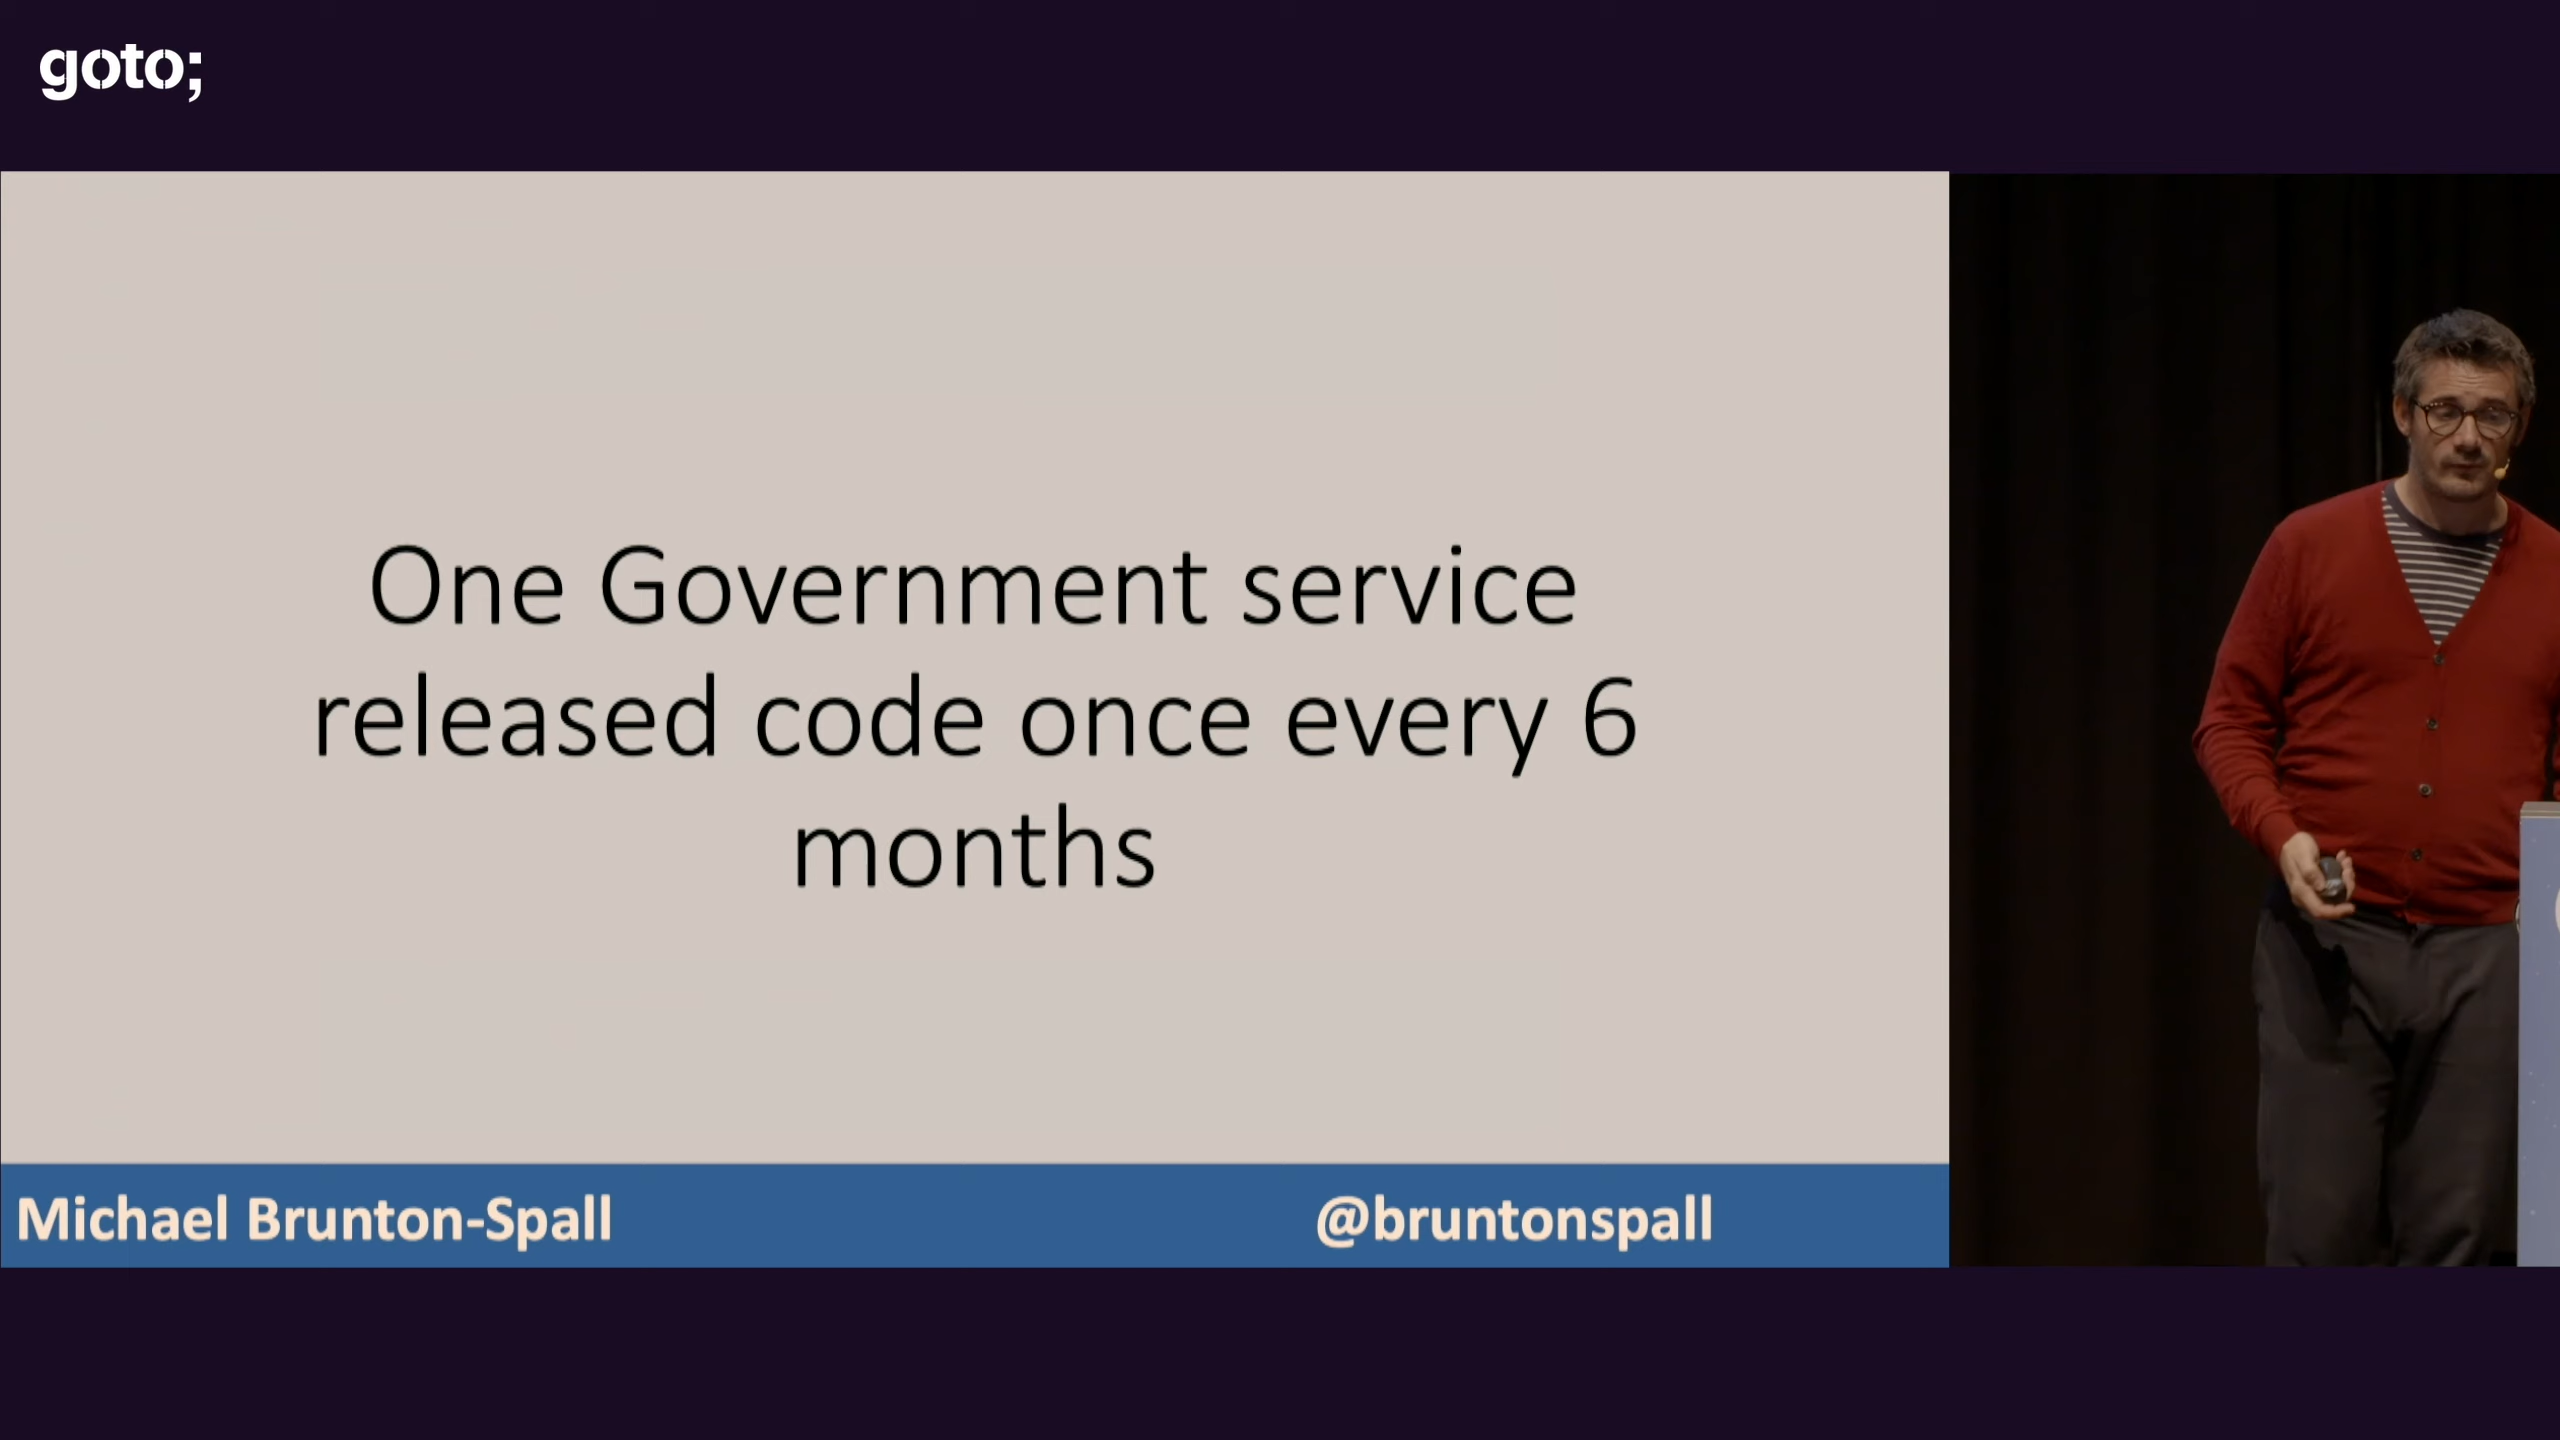 goto;
One Government service
released code once every 6
months
Michael Brunton-Spall
@bruntonspall